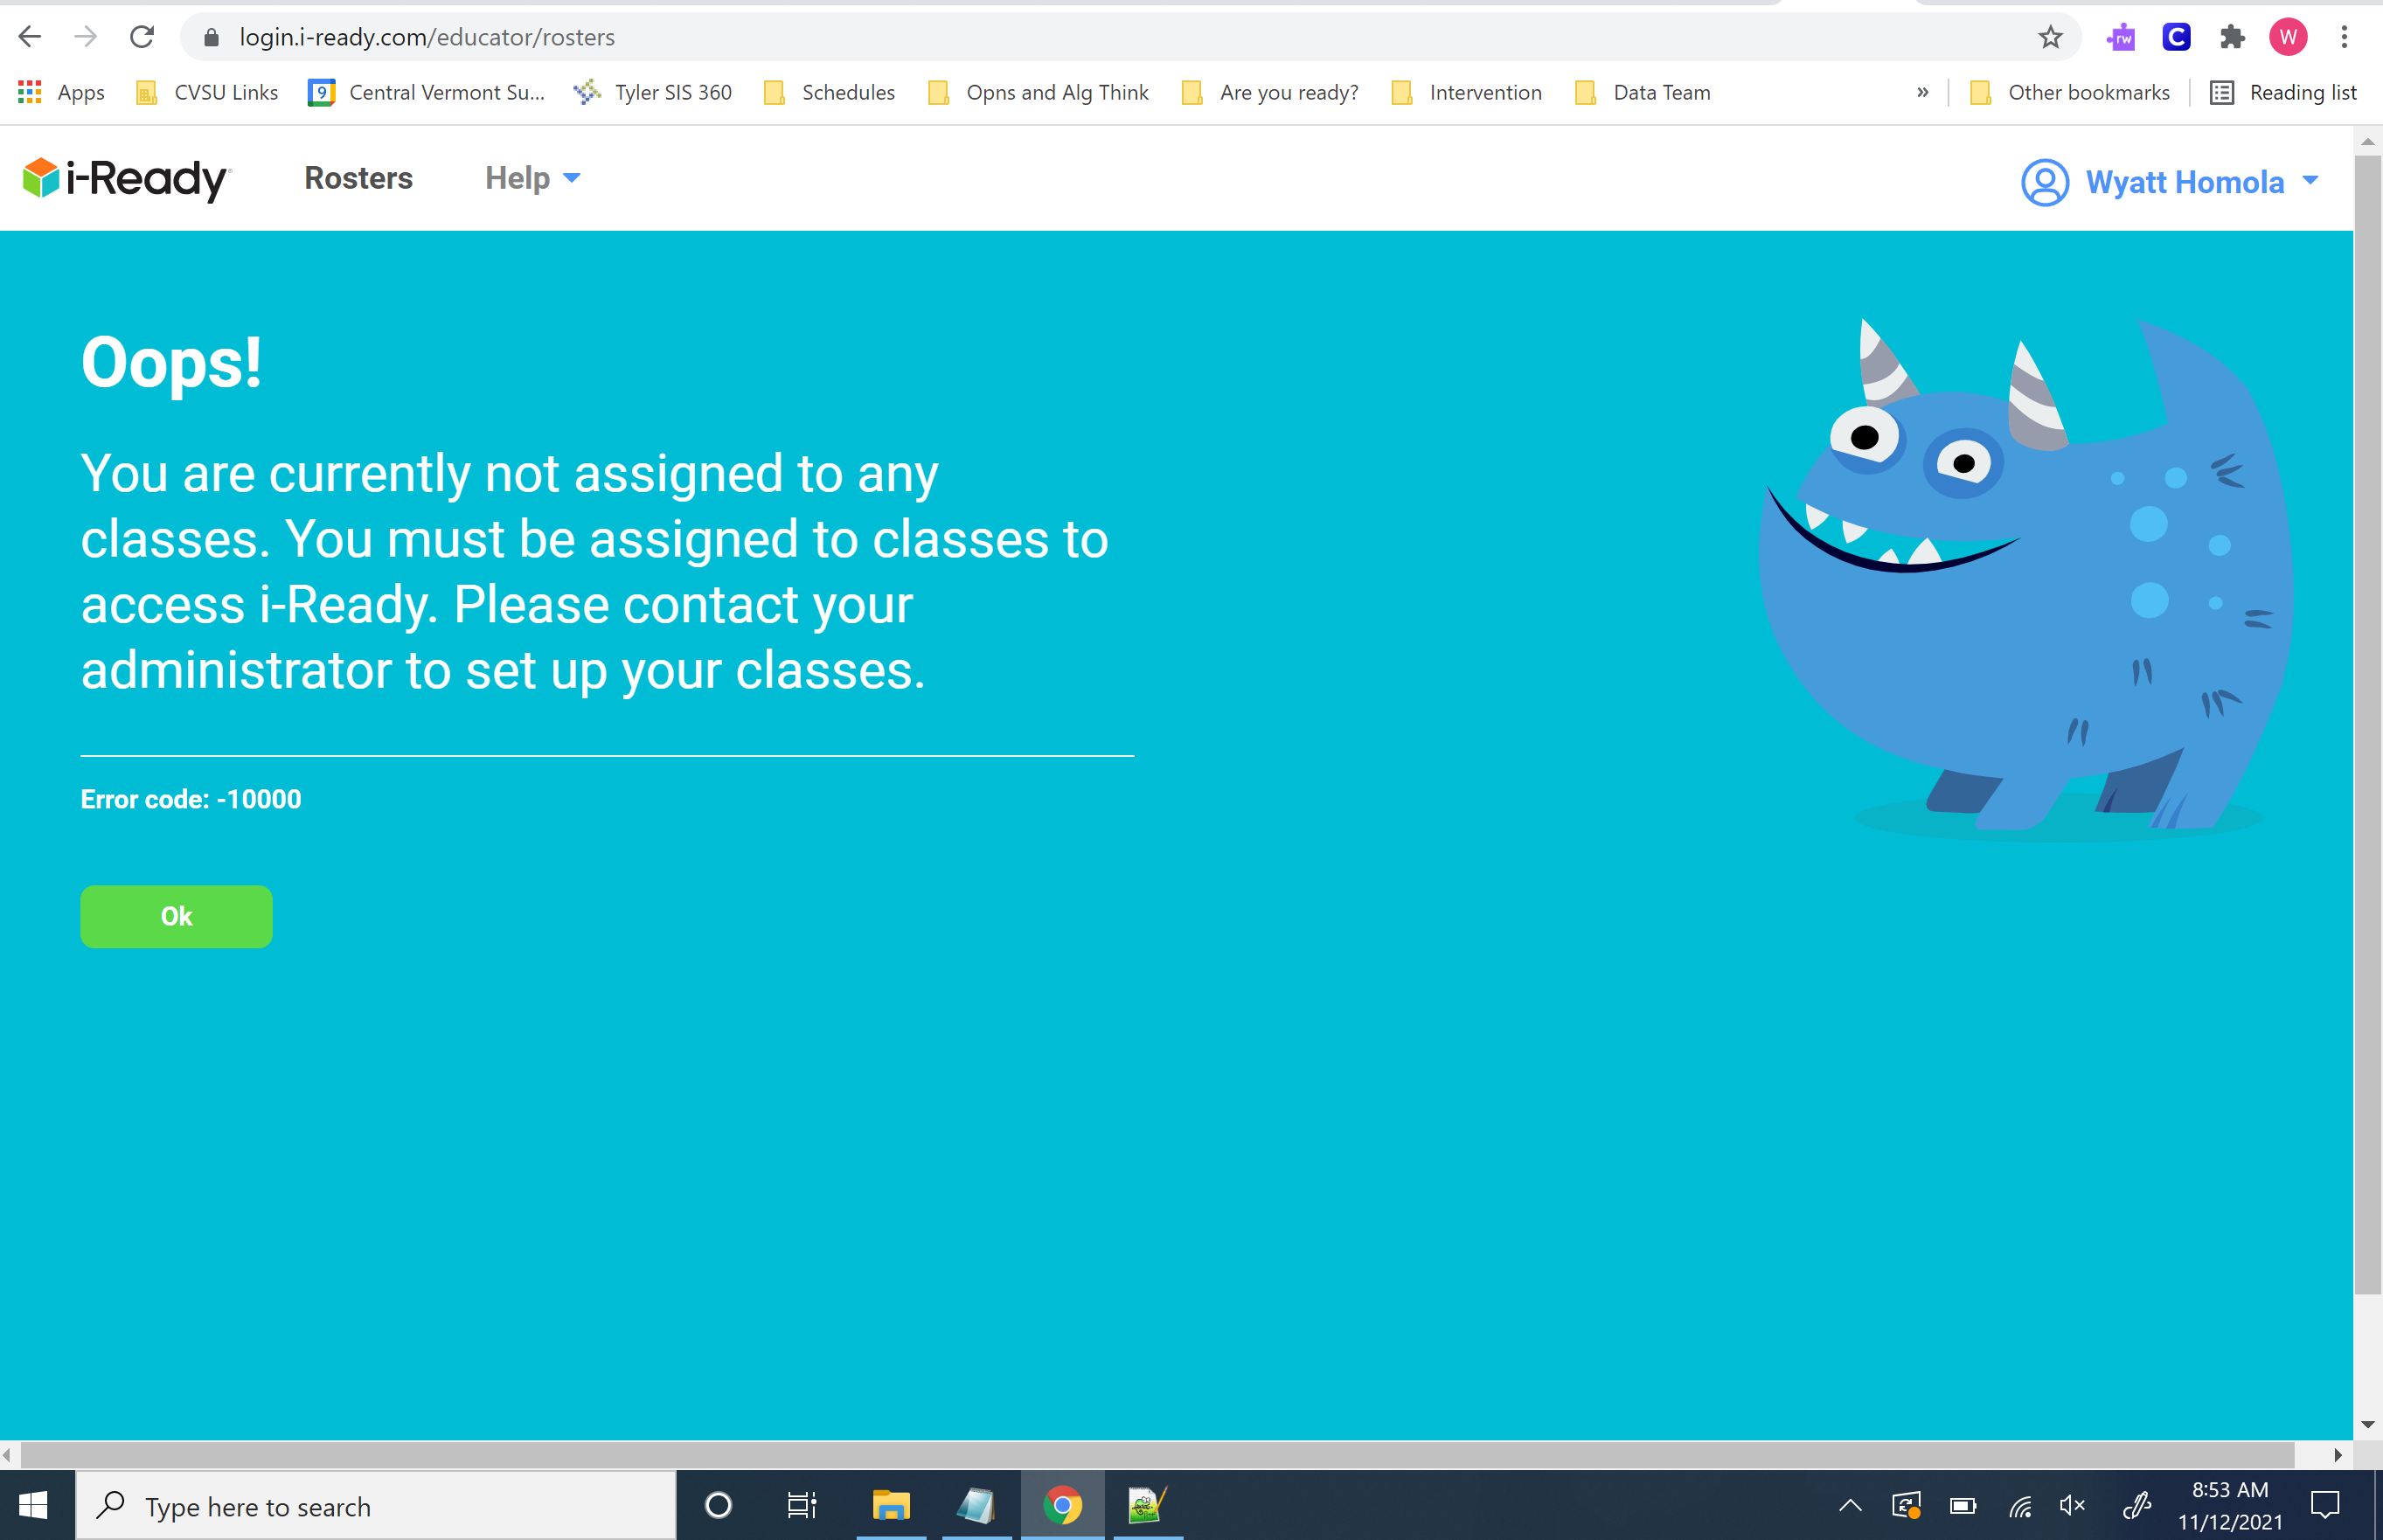 login.i-ready.com/educator/rosters
rw
C
W
Apps
CVSU Links
9
Central Vermont Su...
Tyler SIS 360
Schedules
Opns and Alg Think
Are you ready?
Intervention
Data Team
»
Other bookmarks
Reading list
i-Ready
Rosters
Help
Wyatt Homola
Oops!
You are currently not assigned to any
classes. You must be assigned to classes to
access i-Ready. Please contact your
administrator to set up your classes.
Error code: -10000
Ok
Type here to search
8:53 AM
11/12/2021